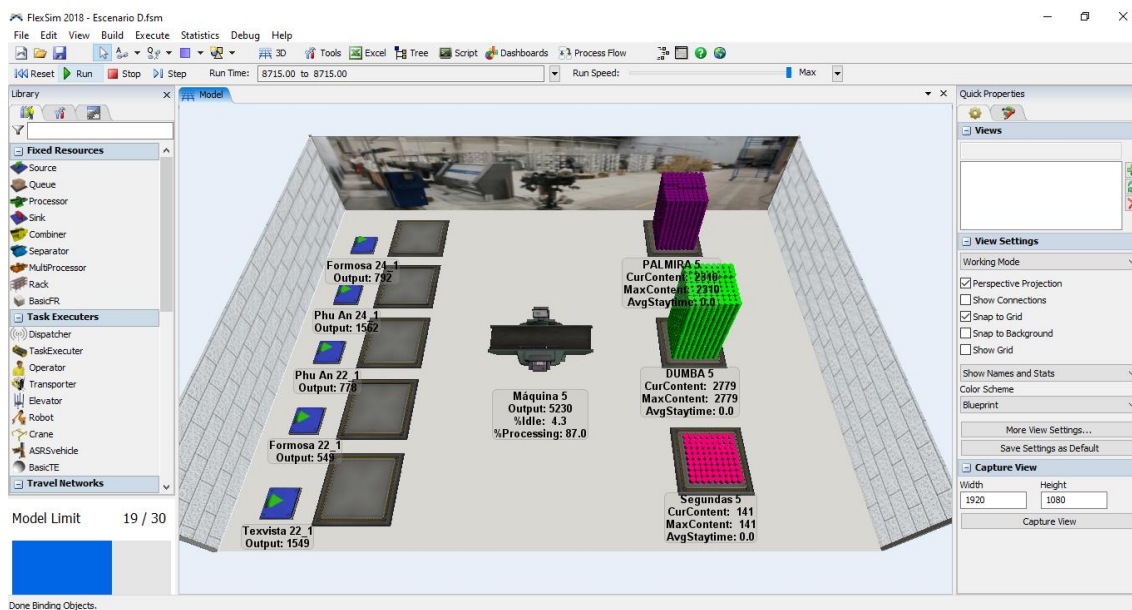 FlexSim 2018 - Escenario D.fsm
File Edit View Build Execute Statistics Debug Help
3D Tools Excel Tree Script Dashboards Process Flow
Reset Run Stop Step Run Time: 8715.00 to 8715.00 Run Speed: Max
Library
Model
Quick Properties
Fixed Resources
Source
Queue
Processor
Sink
Combiner
Separator
MultiProcessor
Rack
BasicFR
Task Executers
Dispatcher
TaskExecuter
Operator
Transporter
Elevator
Robot
Crane
ASRSvehicle
BasicTE
Travel Networks
Model Limit 19 / 30
Formosa 24_1
Output: 792
Phu An 24_1
Output: 1562
Phu An 22_1
Output: 778
Formosa 22_1
Output: 549
Texvista 22_1
Output: 1549
Máquina 5
Output: 5230
%Idle: 4.3
%Processing: 87.0
PALMIRA 5
CurContent: 2310
MaxContent: 2310
AvgStaytime: 0.0
DUMBA 5
CurContent: 2779
MaxContent: 2779
AvgStaytime: 0.0
Segundas 5
CurContent: 141
MaxContent: 141
AvgStaytime: 0.0
Views
View Settings
Working Mode
Perspective Projection
Show Connections
Snap to Grid
Snap to Background
Show Grid
Show Names and Stats
Color Scheme
Blueprint
More View Settings...
Save Settings as Default
Capture View
Width Height
1920 1080
Capture View
Done Binding Objects.